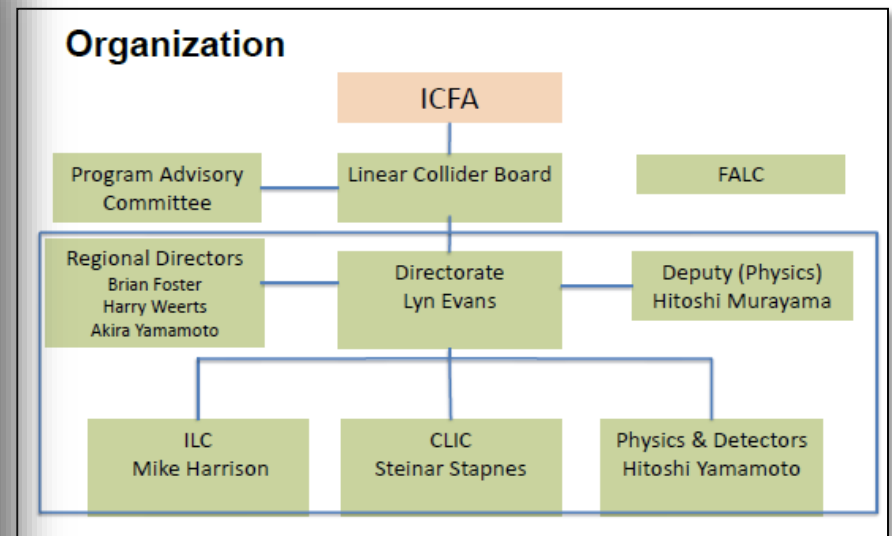 Organization
ICFA
Program Advisory
Committee
Linear Collider Board
FALC
Regional Directors
Brian Foster
Harry Weerts
Akira Yamamoto
Directorate
Lyn Evans
Deputy (Physics)
Hitoshi Murayama
ILC
Mike Harrison
CLIC
Steinar Stapnes
Physics & Detectors
Hitoshi Yamamoto